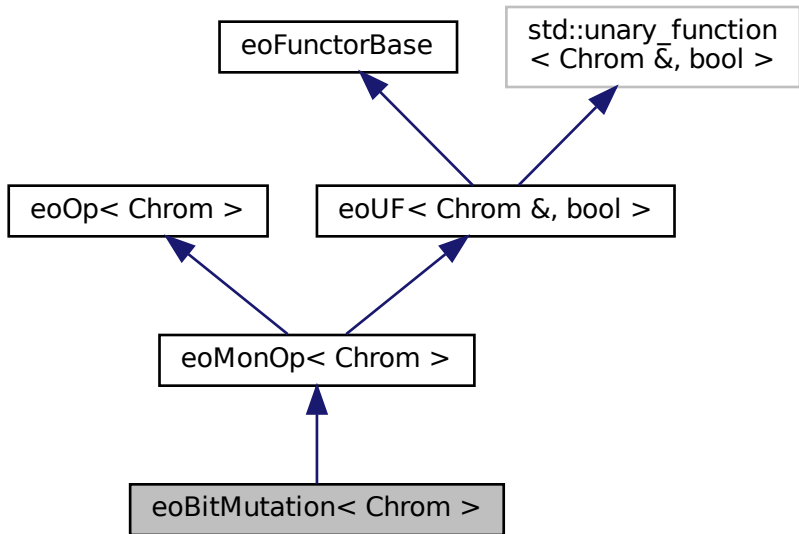 std::unary_function
< Chrom &, bool >
eoFunctorBase
eoOp< Chrom >
eoUF< Chrom &, bool >
eoMonOp< Chrom >
eoBitMutation< Chrom >